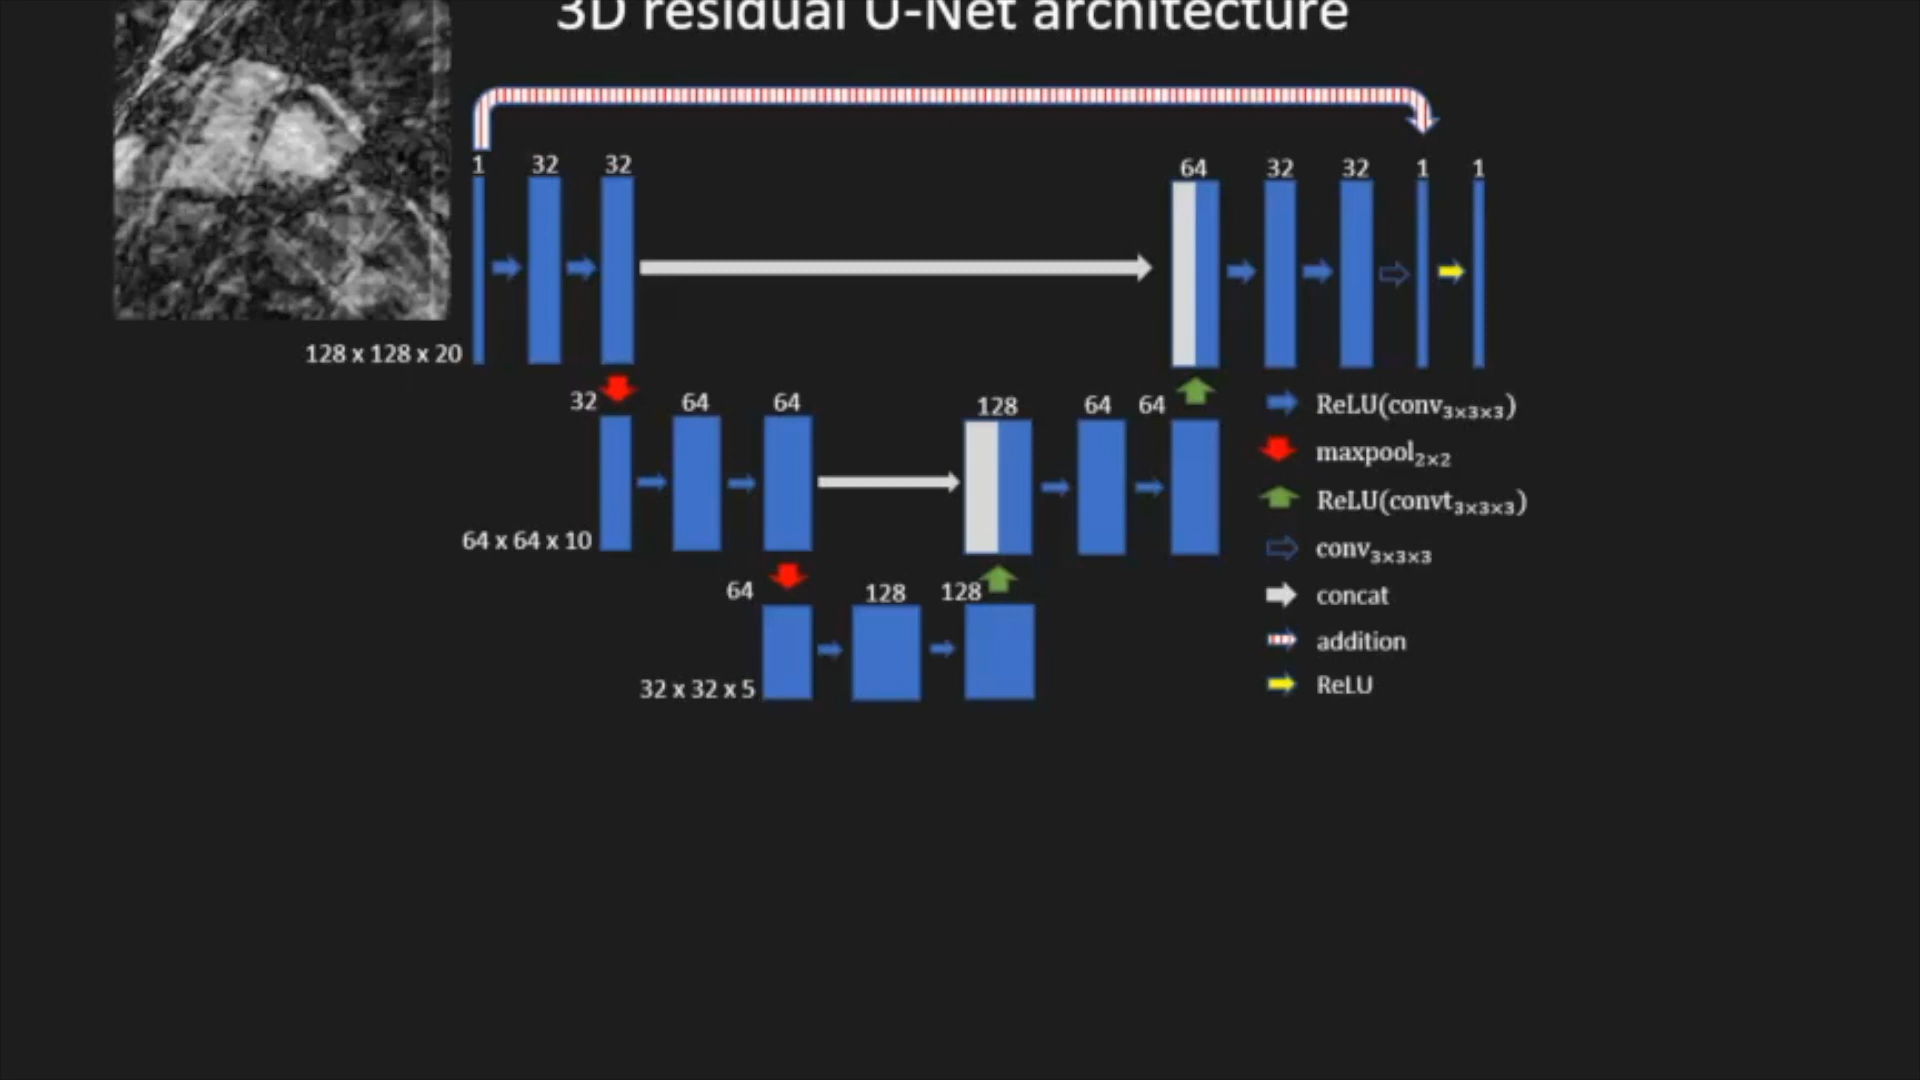 3D residual U-Net architecture
1 32 32 64 32 32 1 1
128 x 128 x 20
32 64 64 128 64 64
64 x 64 x 10
64 128 128
32 x 32 x 5
ReLU(conv₃ₓ₃ₓ₃)
maxpool₂ₓ₂
ReLU(convt₃ₓ₃ₓ₃)
conv₃ₓ₃ₓ₃
concat
addition
ReLU